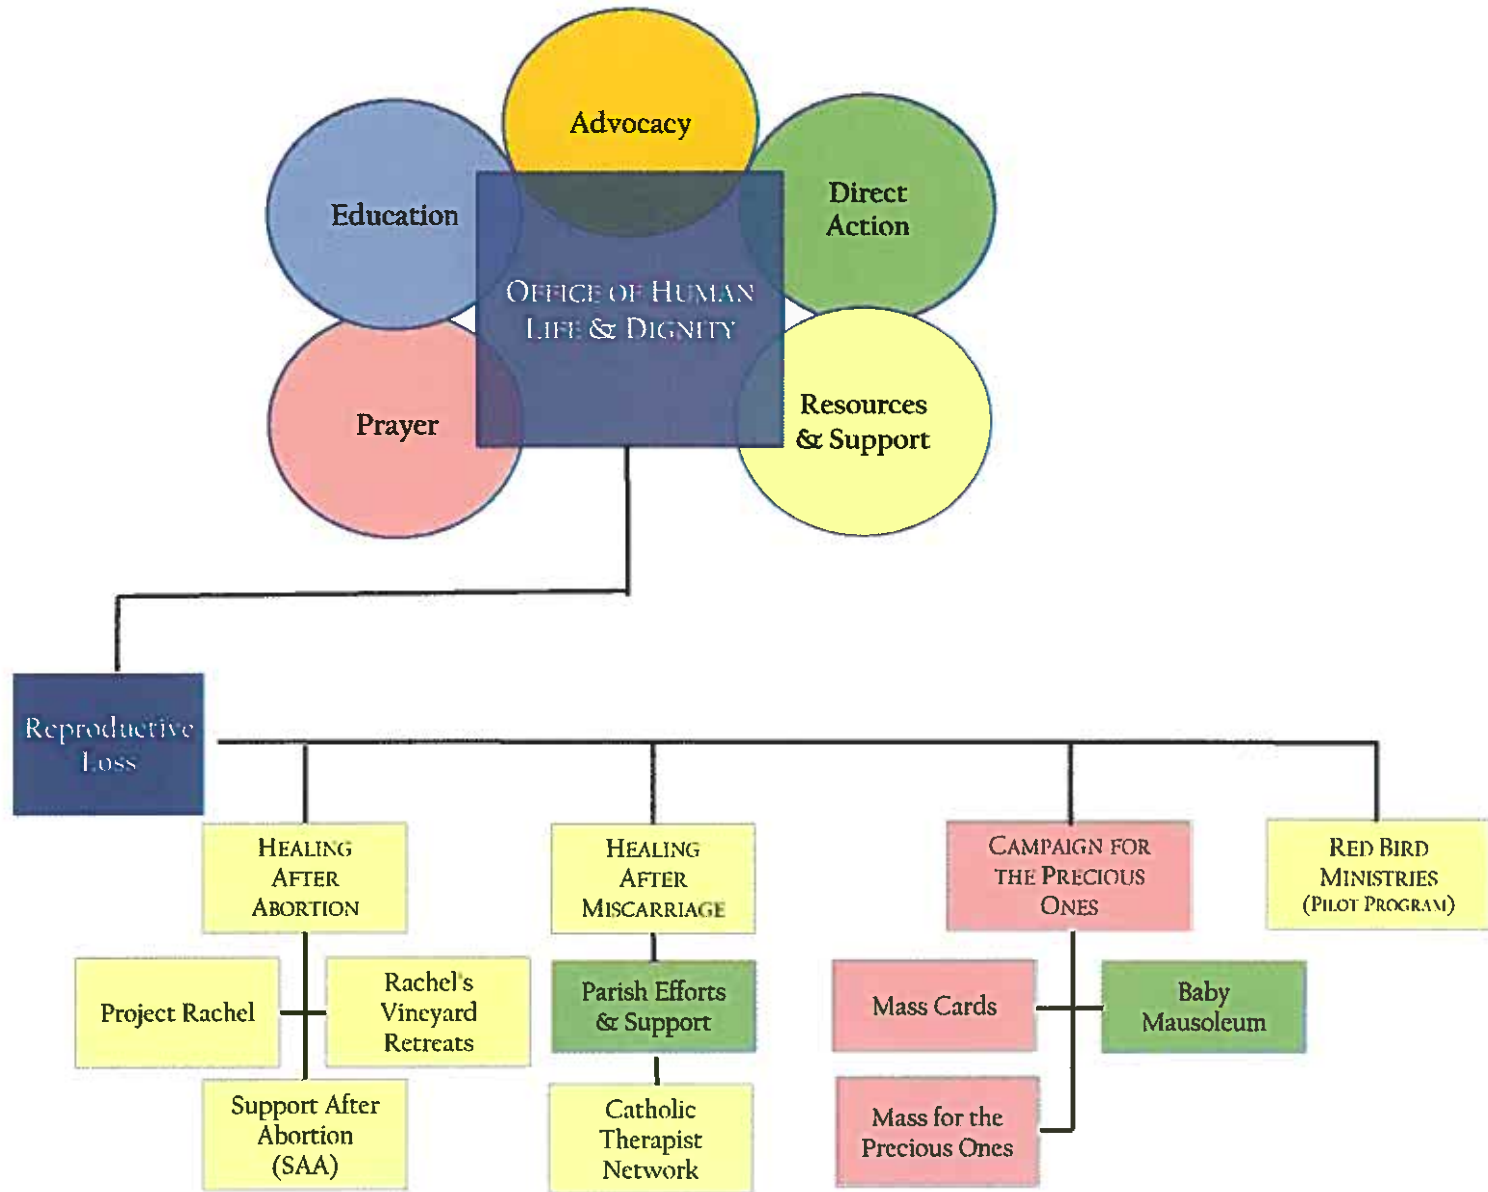 Advocacy
Education
Direct
Action
OFFICE OF HUMAN
LIFE & DIGNITY
Prayer
Resources
& Support
Reproductive
Loss
HEALING
AFTER
ABORTION
HEALING
AFTER
MISCARRIAGE
CAMPAIGN FOR
THE PRECIOUS
ONES
RED BIRD
MINISTRIES
(PILOT PROGRAM)
Project Rachel
Rachel's
Vineyard
Retreats
Parish Efforts
& Support
Mass Cards
Baby
Mausoleum
Support After
Abortion
(SAA)
Catholic
Therapist
Network
Mass for the
Precious Ones